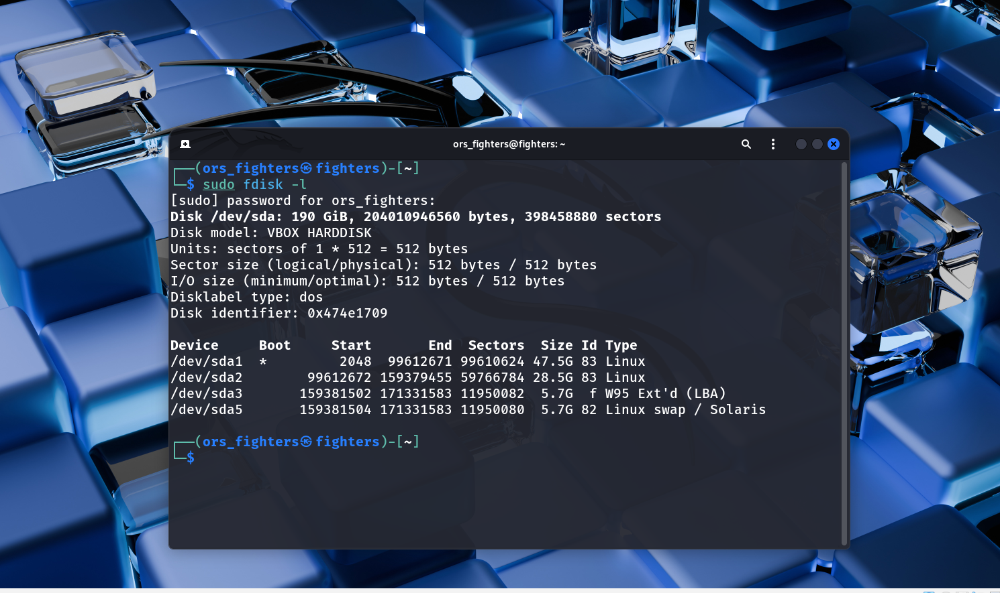 ors_fighters@fighters: ~
┌──(ors_fighters㉿fighters)-[~]
└─$ sudo fdisk -l
[sudo] password for ors_fighters:
Disk /dev/sda: 190 GiB, 204010946560 bytes, 398458880 sectors
Disk model: VBOX HARDDISK
Units: sectors of 1 * 512 = 512 bytes
Sector size (logical/physical): 512 bytes / 512 bytes
I/O size (minimum/optimal): 512 bytes / 512 bytes
Disklabel type: dos
Disk identifier: 0x474e1709
Device     Boot     Start       End  Sectors  Size Id Type
/dev/sda1  *         2048  99612671 99610624 47.5G 83 Linux
/dev/sda2        99612672 159379455 59766784 28.5G 83 Linux
/dev/sda3       159381502 171331583 11950082  5.7G  f W95 Ext'd (LBA)
/dev/sda5       159381504 171331583 11950080  5.7G 82 Linux swap / Solaris
┌──(ors_fighters㉿fighters)-[~]
└─$